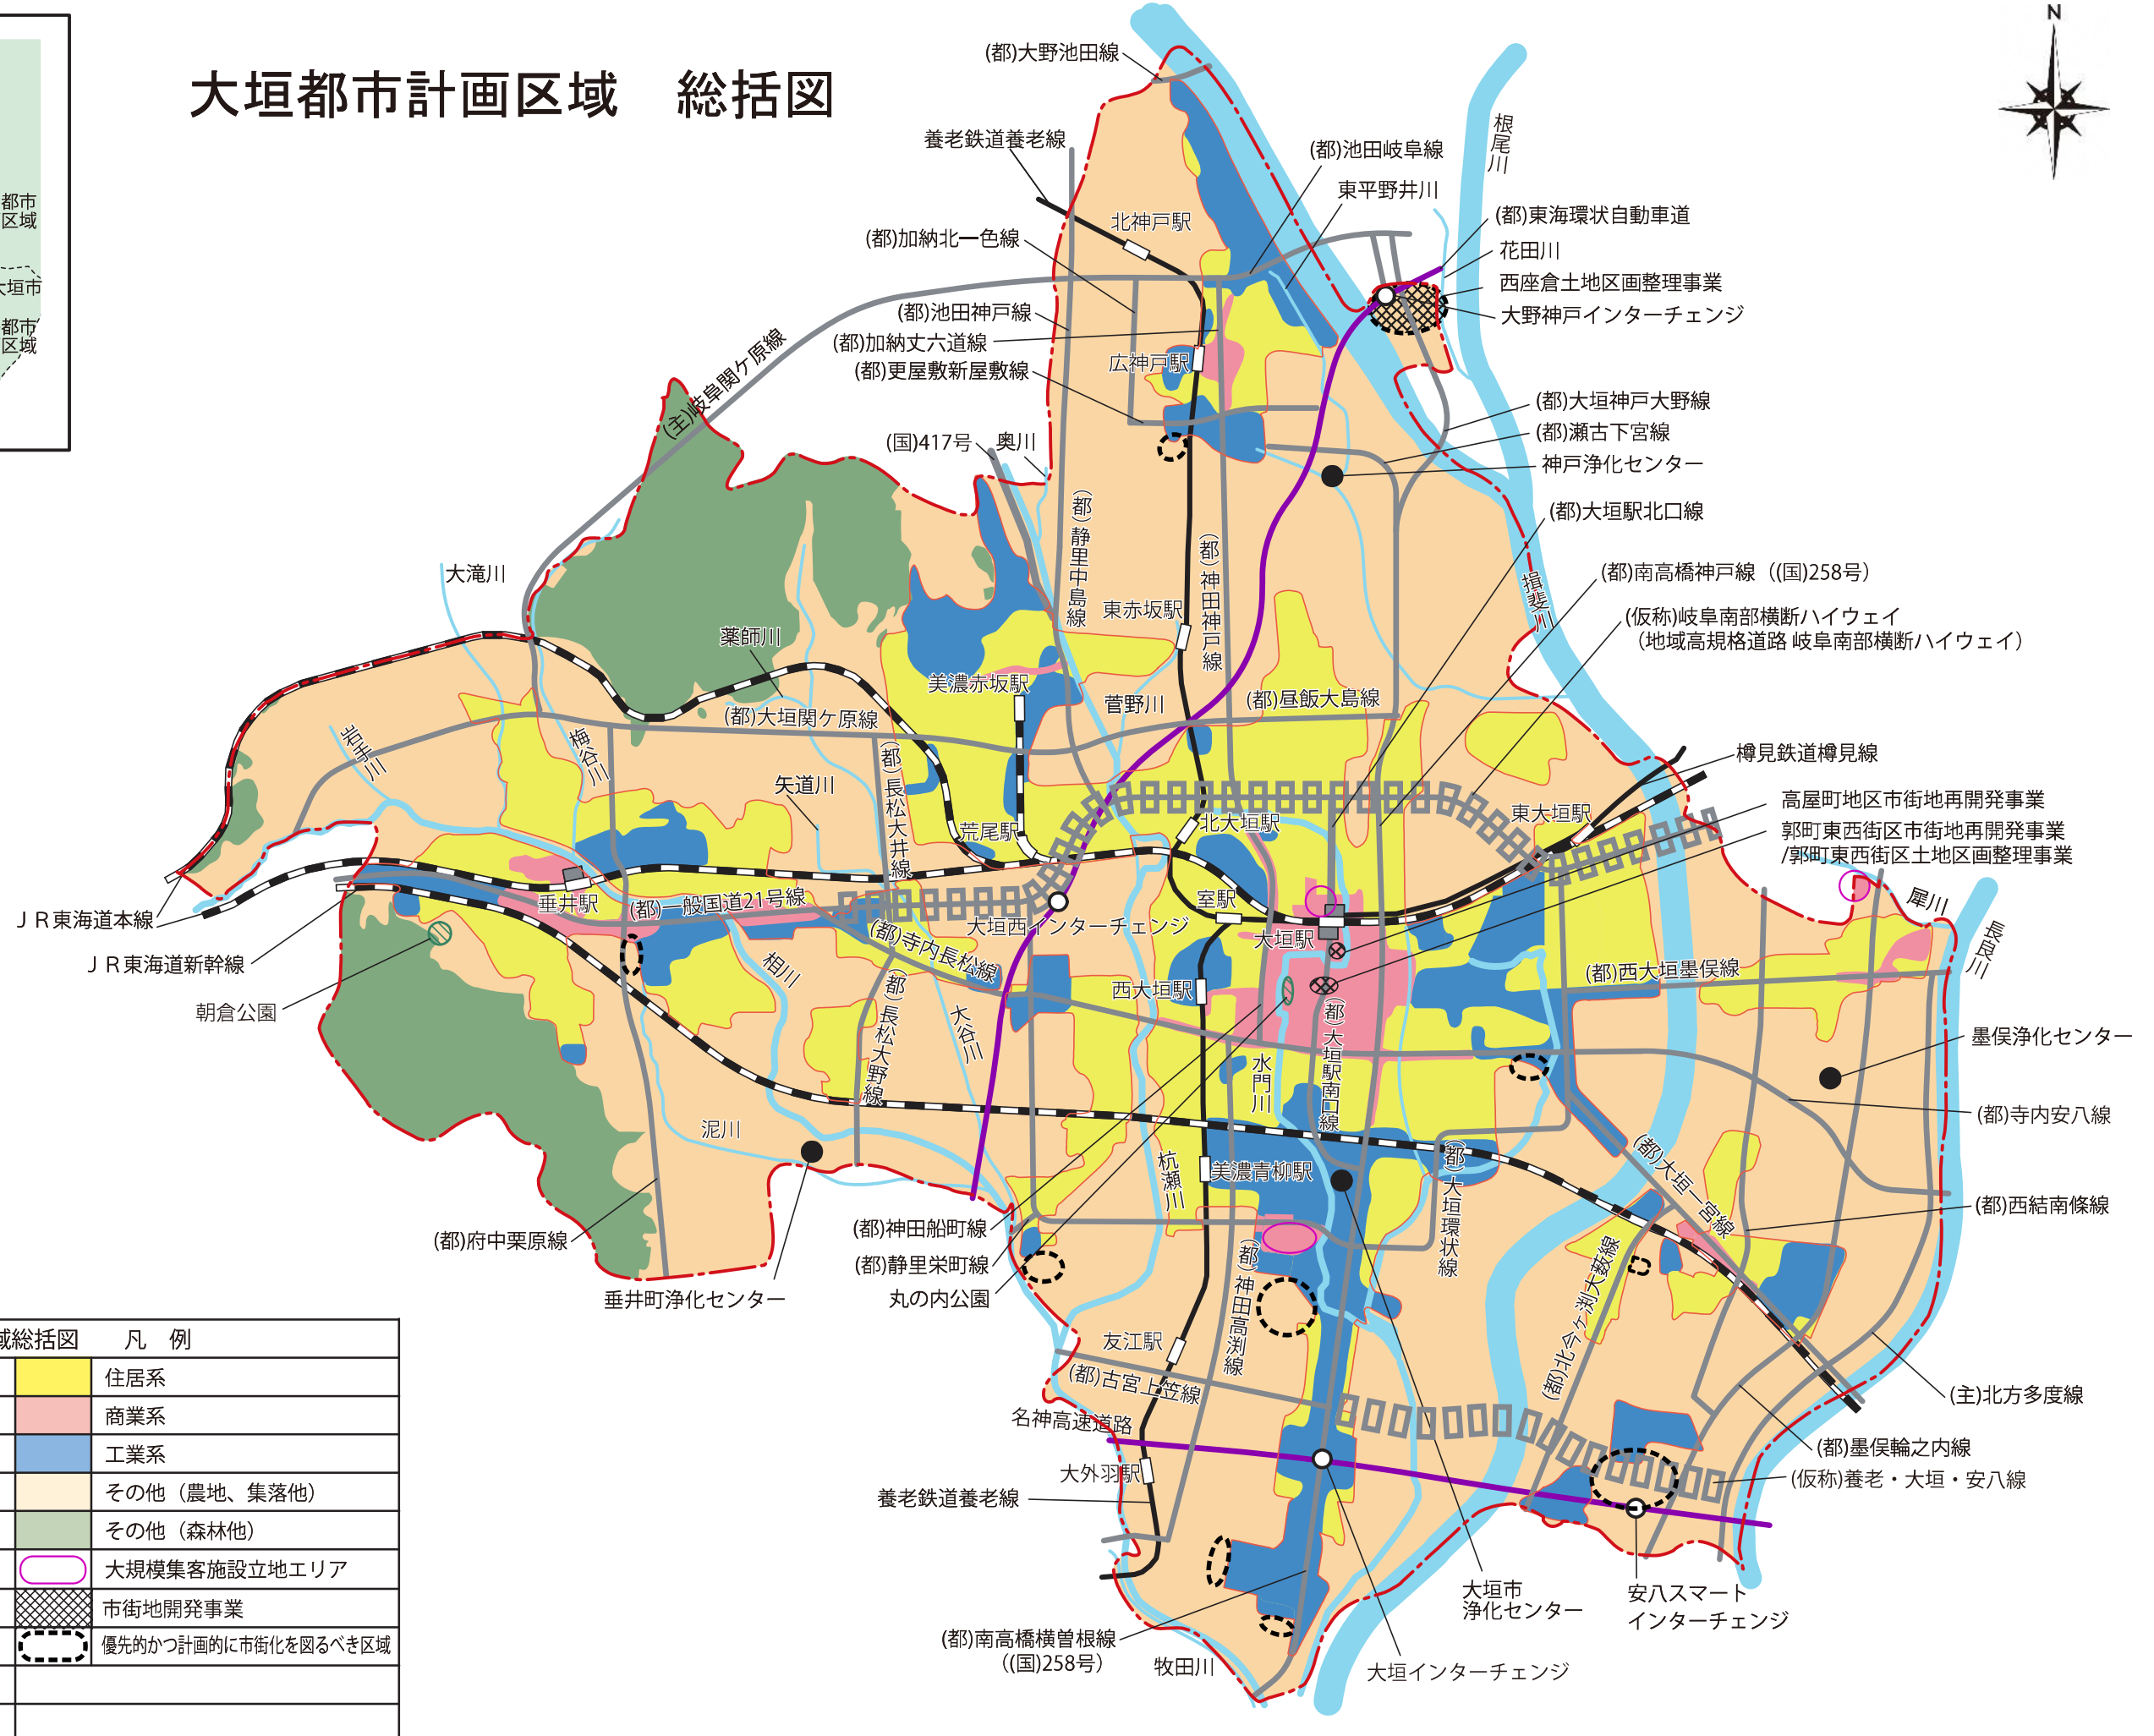 大垣都市計画区域 総括図
N
都市
区域
大垣市
都市
区域
(都)大野池田線
養老鉄道養老線
北神戸駅
(都)加納北一色線
(都)池田神戸線
(都)加納丈六道線
(都)更屋敷新屋敷線
広神戸駅
(主)岐阜関ケ原線
(国)417号
奥川
(都)池田岐阜線
東平野井川
根尾川
(都)東海環状自動車道
花田川
西座倉土地区画整理事業
大野神戸インターチェンジ
(都)大垣神戸大野線
(都)瀬古下宮線
神戸浄化センター
(都)大垣駅北口線
(都)南高橋神戸線（(国)258号）
(仮称)岐阜南部横断ハイウェイ
（地域高規格道路 岐阜南部横断ハイウェイ）
揖斐川
(都)静里中島線
(都)神田神戸線
東赤坂駅
大滝川
薬師川
美濃赤坂駅
菅野川
(都)昼飯大島線
(都)大垣関ケ原線
岩手川
梅谷川
矢道川
(都)長松大井線
荒尾駅
北大垣駅
東大垣駅
樽見鉄道樽見線
高屋町地区市街地再開発事業
郭町東西街区市街地再開発事業
/郭町東西街区土地区画整理事業
犀川
長良川
ＪＲ東海道本線
ＪＲ東海道新幹線
朝倉公園
垂井駅
(都)一般国道21号線
大垣西インターチェンジ
室駅
大垣駅
(都)寺内長松線
相川
(都)長松大野線
大谷川
西大垣駅
(都)西大垣墨俣線
墨俣浄化センター
水門川
(都)大垣駅南口線
(都)寺内安八線
泥川
杭瀬川
美濃青柳駅
(都)大垣環状線
(都)大垣一宮線
(都)西結南條線
(都)府中栗原線
垂井町浄化センター
(都)神田船町線
(都)静里栄町線
丸の内公園
(都)神田高渕線
(都)北今ヶ渕大薮線
友江駅
(都)古宮上笠線
名神高速道路
大外羽駅
養老鉄道養老線
(主)北方多度線
(都)墨俣輪之内線
(仮称)養老・大垣・安八線
大垣市
浄化センター
安八スマート
インターチェンジ
(都)南高橋横曽根線
（(国)258号）
牧田川
大垣インターチェンジ
域総括図 凡 例
住居系
商業系
工業系
その他（農地、集落他）
その他（森林他）
大規模集客施設立地エリア
市街地開発事業
優先的かつ計画的に市街化を図るべき区域